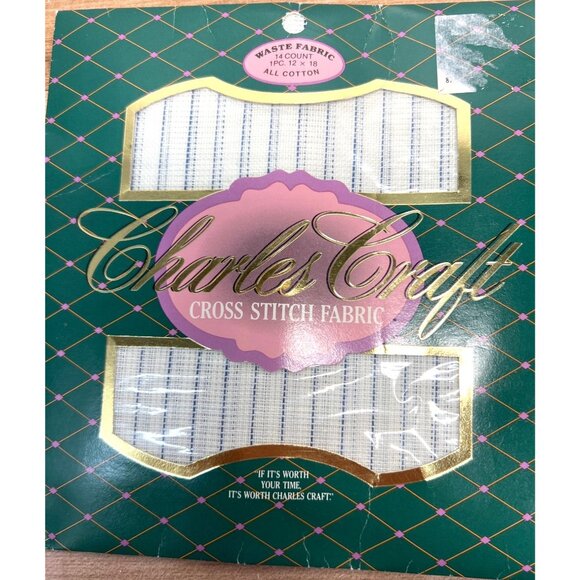 WASTE FABRIC
14 COUNT
1PC. 12 × 18
ALL COTTON
Charles Craft
CROSS STITCH FABRIC
"IF IT'S WORTH
YOUR TIME,
IT'S WORTH CHARLES CRAFT."